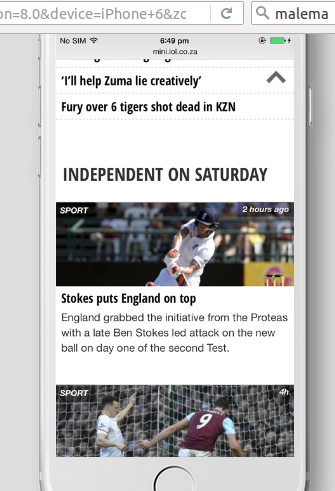 on=8.0&device=iPhone+6&zc
malema
No SIM
6:49 pm
mini.iol.co.za
'I'll help Zuma lie creatively'
Fury over 6 tigers shot dead in KZN
INDEPENDENT ON SATURDAY
SPORT
2 hours ago
Stokes puts England on top
England grabbed the initiative from the Proteas
with a late Ben Stokes led attack on the new
ball on day one of the second Test.
SPORT
4h
9